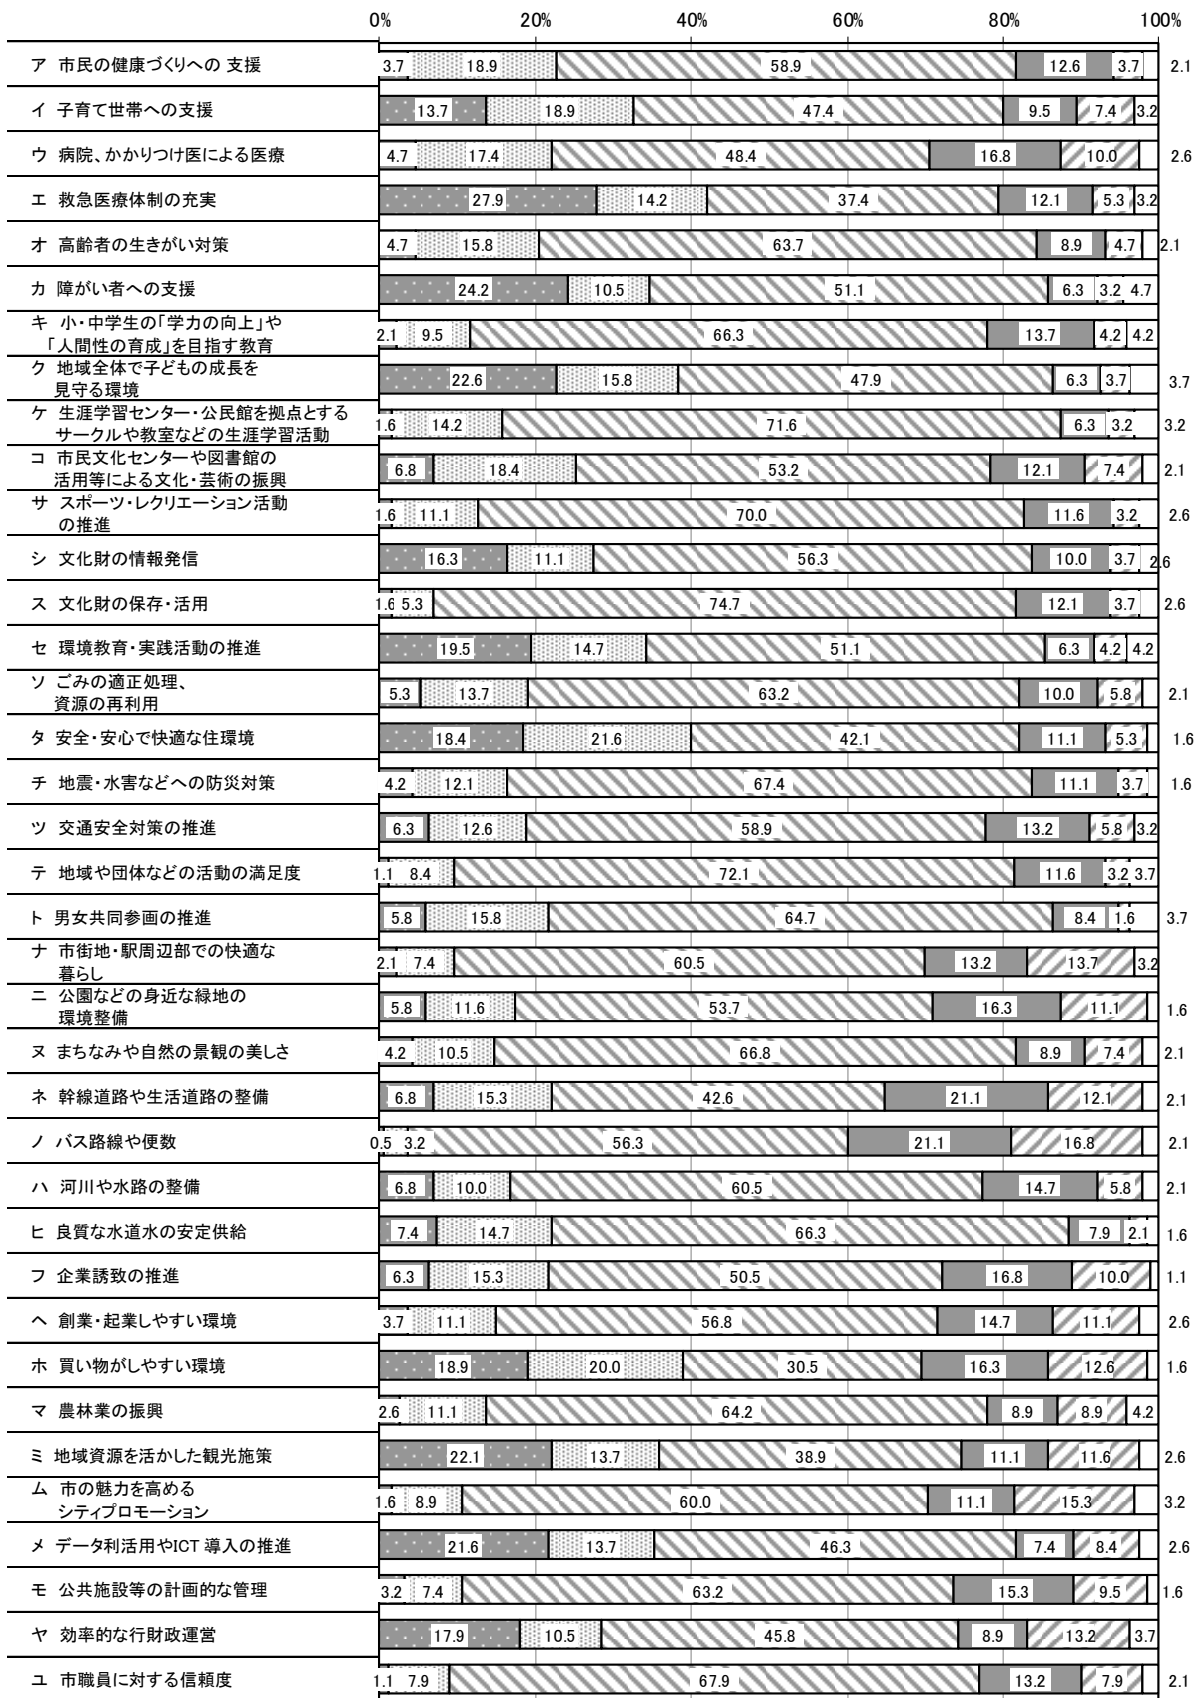 0% 20% 40% 60% 80% 100%
ア 市民の健康づくりへの 支援 3.7 18.9 58.9 12.6 3.7 2.1
イ 子育て世帯への支援 13.7 18.9 47.4 9.5 7.4 3.2
ウ 病院、かかりつけ医による医療 4.7 17.4 48.4 16.8 10.0 2.6
エ 救急医療体制の充実 27.9 14.2 37.4 12.1 5.3 3.2
オ 高齢者の生きがい対策 4.7 15.8 63.7 8.9 4.7 2.1
カ 障がい者への支援 24.2 10.5 51.1 6.3 3.2 4.7
キ 小・中学生の「学力の向上」や
「人間性の育成」を目指す教育 2.1 9.5 66.3 13.7 4.2 4.2
ク 地域全体で子どもの成長を
見守る環境 22.6 15.8 47.9 6.3 3.7 3.7
ケ 生涯学習センター・公民館を拠点とする
サークルや教室などの生涯学習活動 1.6 14.2 71.6 6.3 3.2 3.2
コ 市民文化センターや図書館の
活用等による文化・芸術の振興 6.8 18.4 53.2 12.1 7.4 2.1
サ スポーツ・レクリエーション活動
の推進 1.6 11.1 70.0 11.6 3.2 2.6
シ 文化財の情報発信 16.3 11.1 56.3 10.0 3.7 2.6
ス 文化財の保存・活用 1.6 5.3 74.7 12.1 3.7 2.6
セ 環境教育・実践活動の推進 19.5 14.7 51.1 6.3 4.2 4.2
ソ ごみの適正処理、
資源の再利用 5.3 13.7 63.2 10.0 5.8 2.1
タ 安全・安心で快適な住環境 18.4 21.6 42.1 11.1 5.3 1.6
チ 地震・水害などへの防災対策 4.2 12.1 67.4 11.1 3.7 1.6
ツ 交通安全対策の推進 6.3 12.6 58.9 13.2 5.8 3.2
テ 地域や団体などの活動の満足度 1.1 8.4 72.1 11.6 3.2 3.7
ト 男女共同参画の推進 5.8 15.8 64.7 8.4 1.6 3.7
ナ 市街地・駅周辺部での快適な
暮らし 2.1 7.4 60.5 13.2 13.7 3.2
ニ 公園などの身近な緑地の
環境整備 5.8 11.6 53.7 16.3 11.1 1.6
ヌ まちなみや自然の景観の美しさ 4.2 10.5 66.8 8.9 7.4 2.1
ネ 幹線道路や生活道路の整備 6.8 15.3 42.6 21.1 12.1 2.1
ノ バス路線や便数 0.5 3.2 56.3 21.1 16.8 2.1
ハ 河川や水路の整備 6.8 10.0 60.5 14.7 5.8 2.1
ヒ 良質な水道水の安定供給 7.4 14.7 66.3 7.9 2.1 1.6
フ 企業誘致の推進 6.3 15.3 50.5 16.8 10.0 1.1
ヘ 創業・起業しやすい環境 3.7 11.1 56.8 14.7 11.1 2.6
ホ 買い物がしやすい環境 18.9 20.0 30.5 16.3 12.6 1.6
マ 農林業の振興 2.6 11.1 64.2 8.9 8.9 4.2
ミ 地域資源を活かした観光施策 22.1 13.7 38.9 11.1 11.6 2.6
ム 市の魅力を高める
シティプロモーション 1.6 8.9 60.0 11.1 15.3 3.2
メ データ利活用やICT 導入の推進 21.6 13.7 46.3 7.4 8.4 2.6
モ 公共施設等の計画的な管理 3.2 7.4 63.2 15.3 9.5 1.6
ヤ 効率的な行財政運営 17.9 10.5 45.8 8.9 13.2 3.7
ユ 市職員に対する信頼度 1.1 7.9 67.9 13.2 7.9 2.1